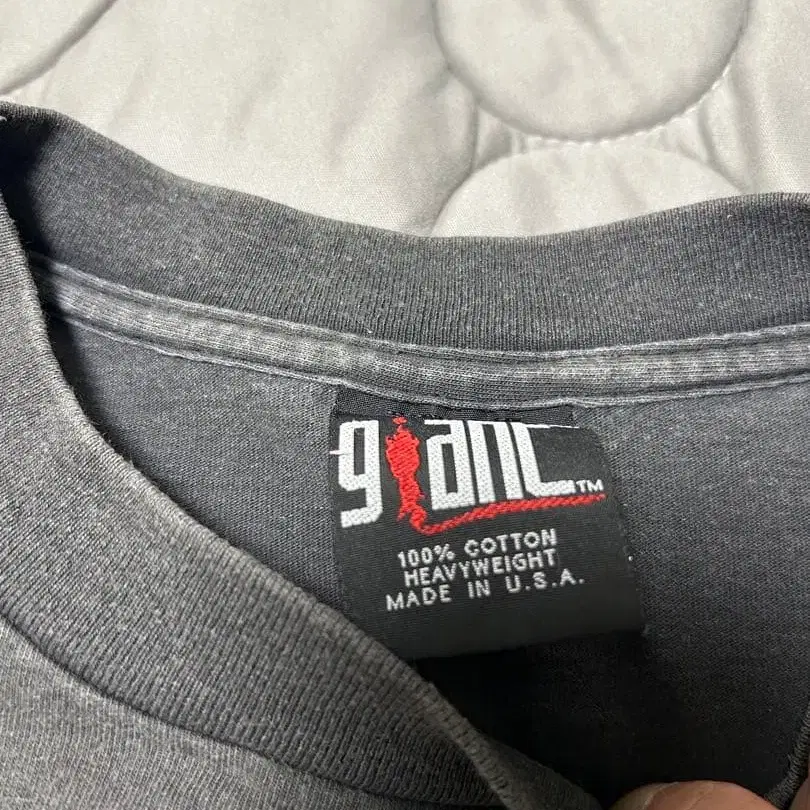 giant™
100% COTTON
HEAVYWEIGHT
MADE IN U.S.A.